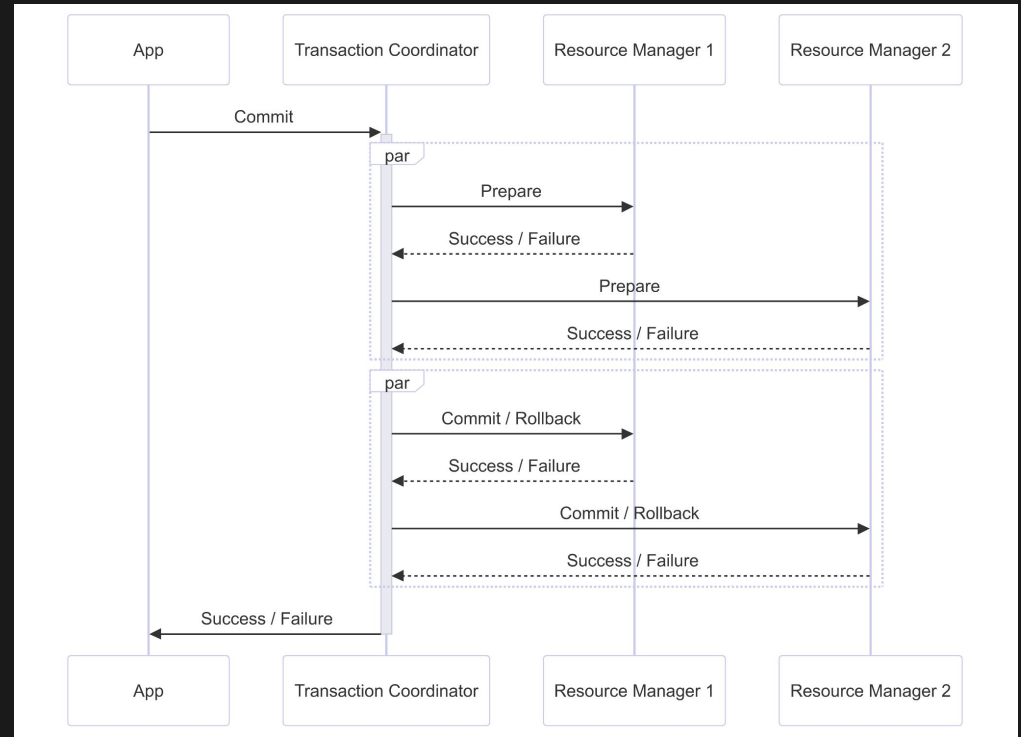 App
Transaction Coordinator
Resource Manager 1
Resource Manager 2
Commit
par
Prepare
Success / Failure
Prepare
Success / Failure
par
Commit / Rollback
Success / Failure
Commit / Rollback
Success / Failure
Success / Failure
App
Transaction Coordinator
Resource Manager 1
Resource Manager 2